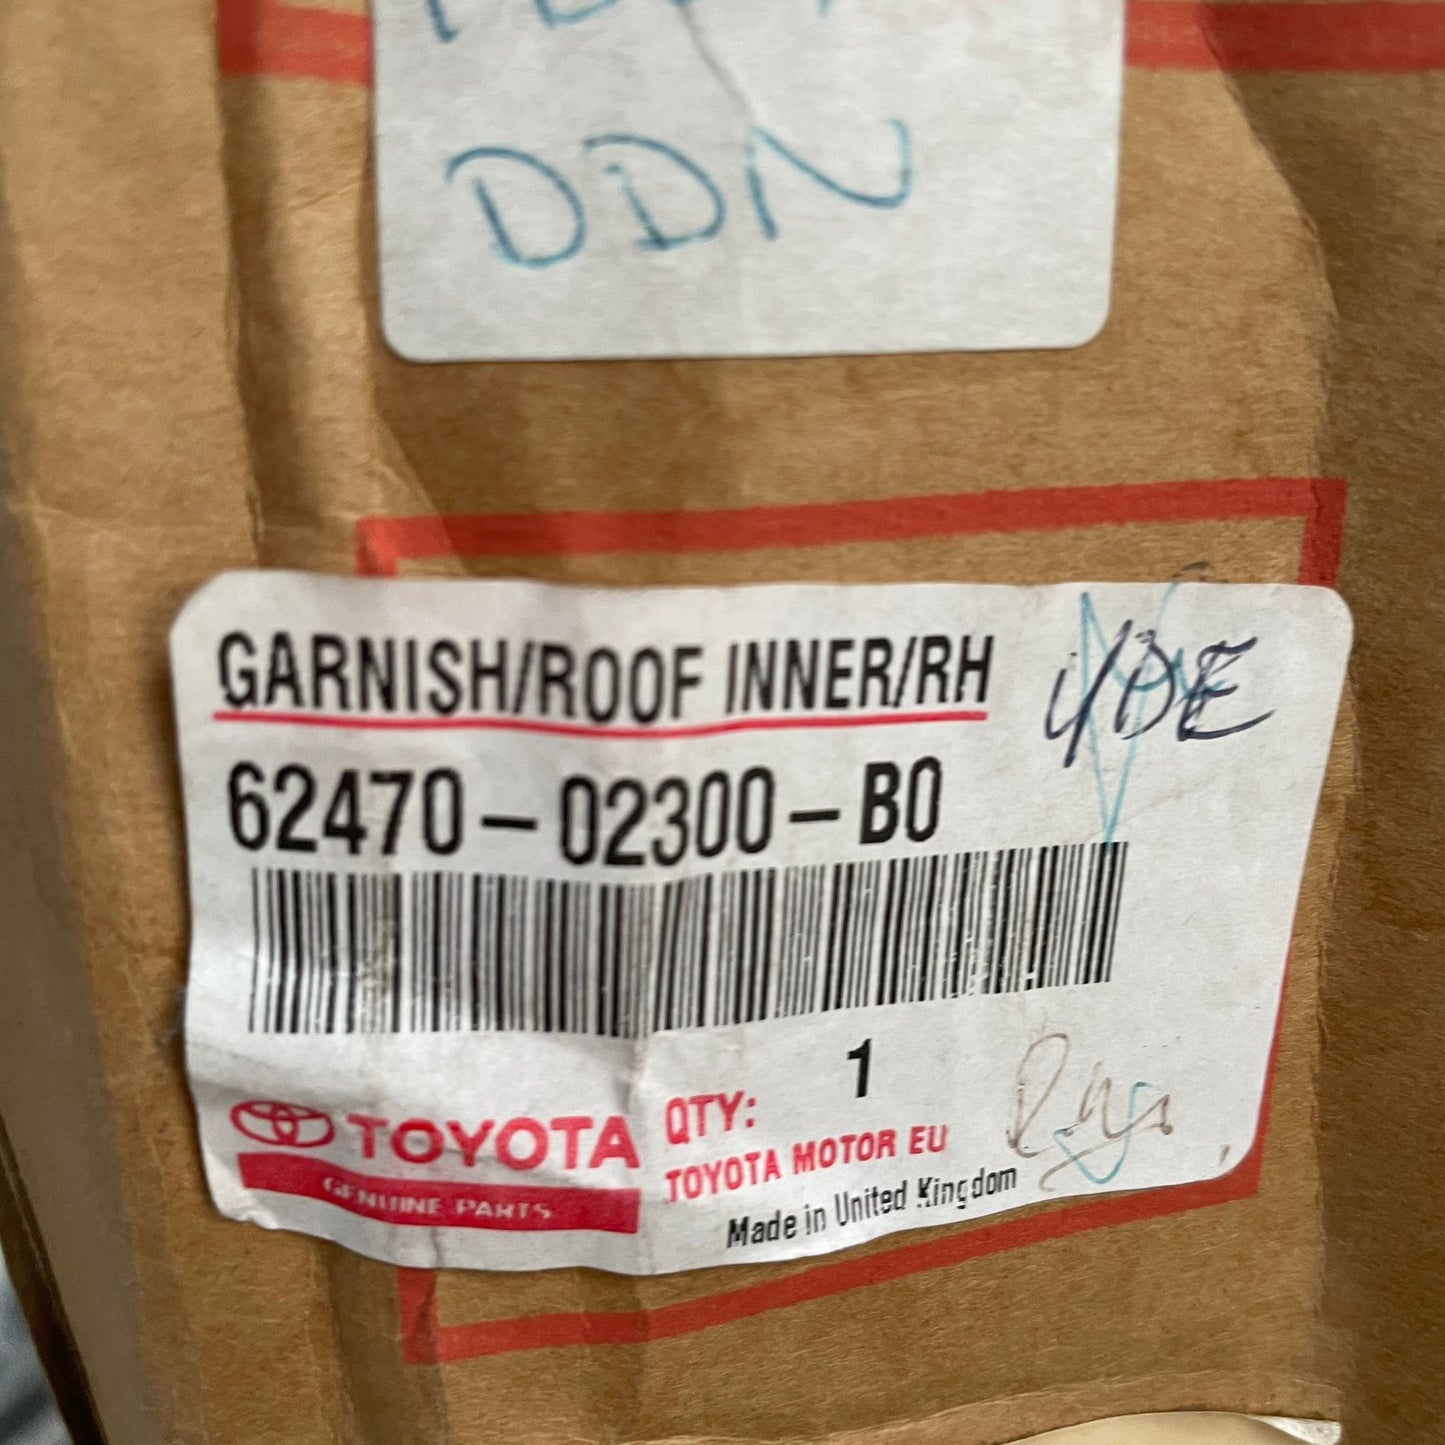 DDN
GARNISH/ROOF INNER/RH
62470-02300-B0
QTY: 1
TOYOTA
TOYOTA MOTOR EU
GENUINE PARTS
Made in United Kingdom